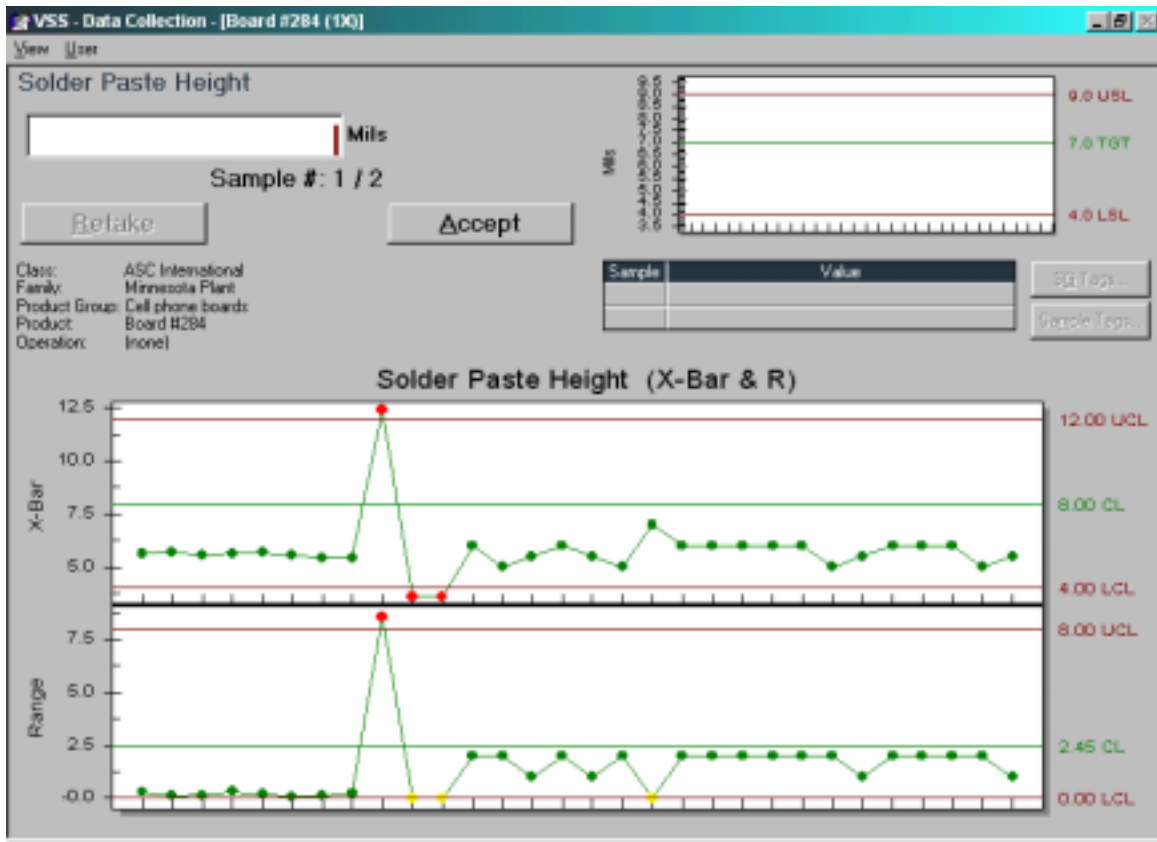 VSS - Data Collection - [Board #284 (1X)]
View User
Solder Paste Height
Mils
Sample #: 1 / 2
Retake
Accept
Mils
9.0 USL
7.0 TGT
4.0 LSL
Class: ASC International
Family: Minnesota Plant
Product Group: Cell phone boards
Product: Board #284
Operation: (none)
Sample Value
SG Tags...
Sample Tags...
Solder Paste Height (X-Bar & R)
X-Bar
12.5
10.0
7.5
5.0
12.00 UCL
8.00 CL
4.00 LCL
Range
7.5
5.0
2.5
-0.0
8.00 UCL
2.45 CL
0.00 LCL